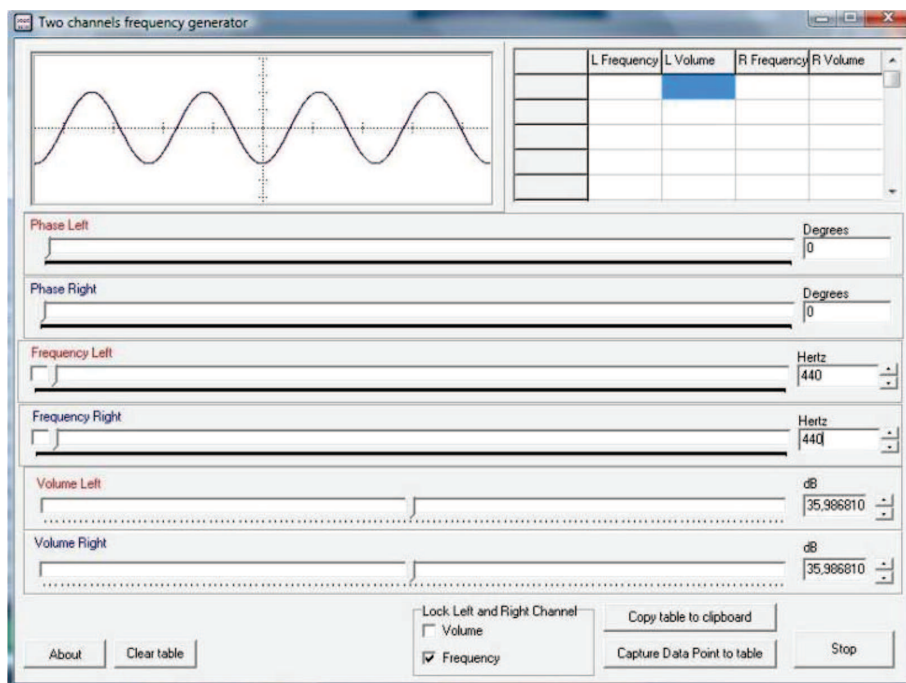 Two channels frequency generator
L Frequency L Volume R Frequency R Volume
Phase Left
Degrees
0
Phase Right
Degrees
0
Frequency Left
Hertz
440
Frequency Right
Hertz
440
Volume Left
dB
35,986810
Volume Right
dB
35,986810
Lock Left and Right Channel
Volume
Frequency
Copy table to clipboard
About
Clear table
Capture Data Point to table
Stop